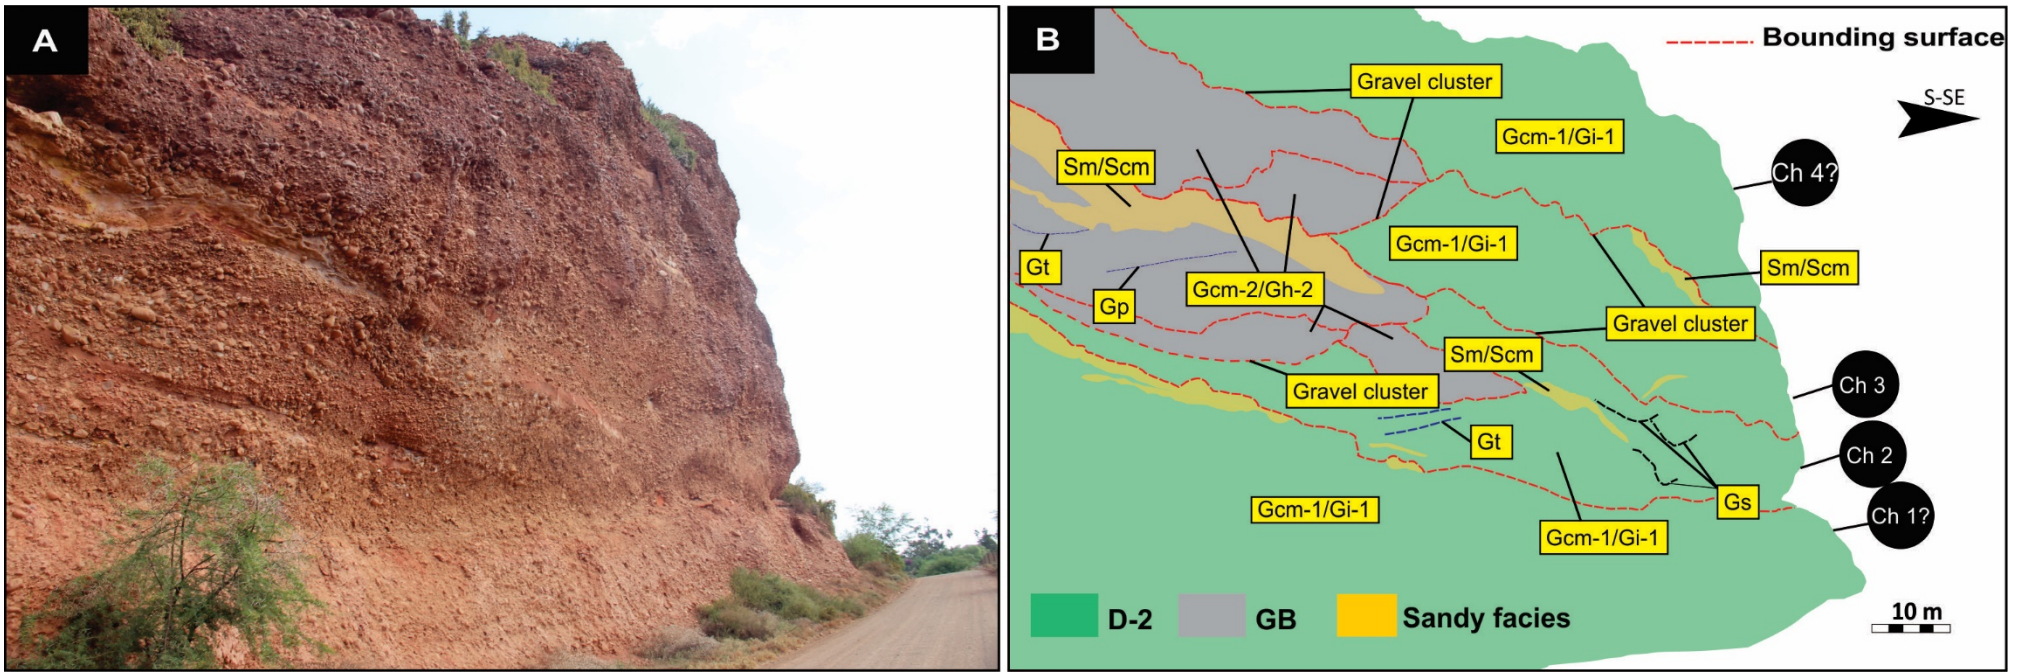 A
B
Bounding surface
S-SE
Gravel cluster
Gcm-1/Gi-1
Ch 4?
Sm/Scm
Gcm-1/Gi-1
Sm/Scm
Gt
Gp
Gcm-2/Gh-2
Gravel cluster
Sm/Scm
Ch 3
Gravel cluster
Gt
Ch 2
Gs
Gcm-1/Gi-1
Ch 1?
Gcm-1/Gi-1
D-2
GB
Sandy facies
10 m